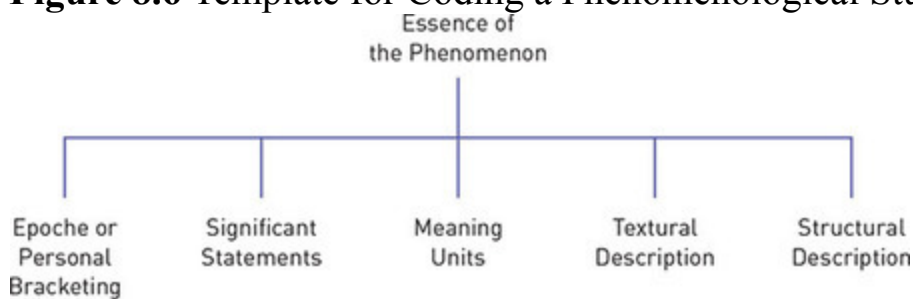 Figure 8.6 Template for Coding a Phenomenological Stu
Essence of
the Phenomenon
Epoche or
Personal
Bracketing
Significant
Statements
Meaning
Units
Textural
Description
Structural
Description